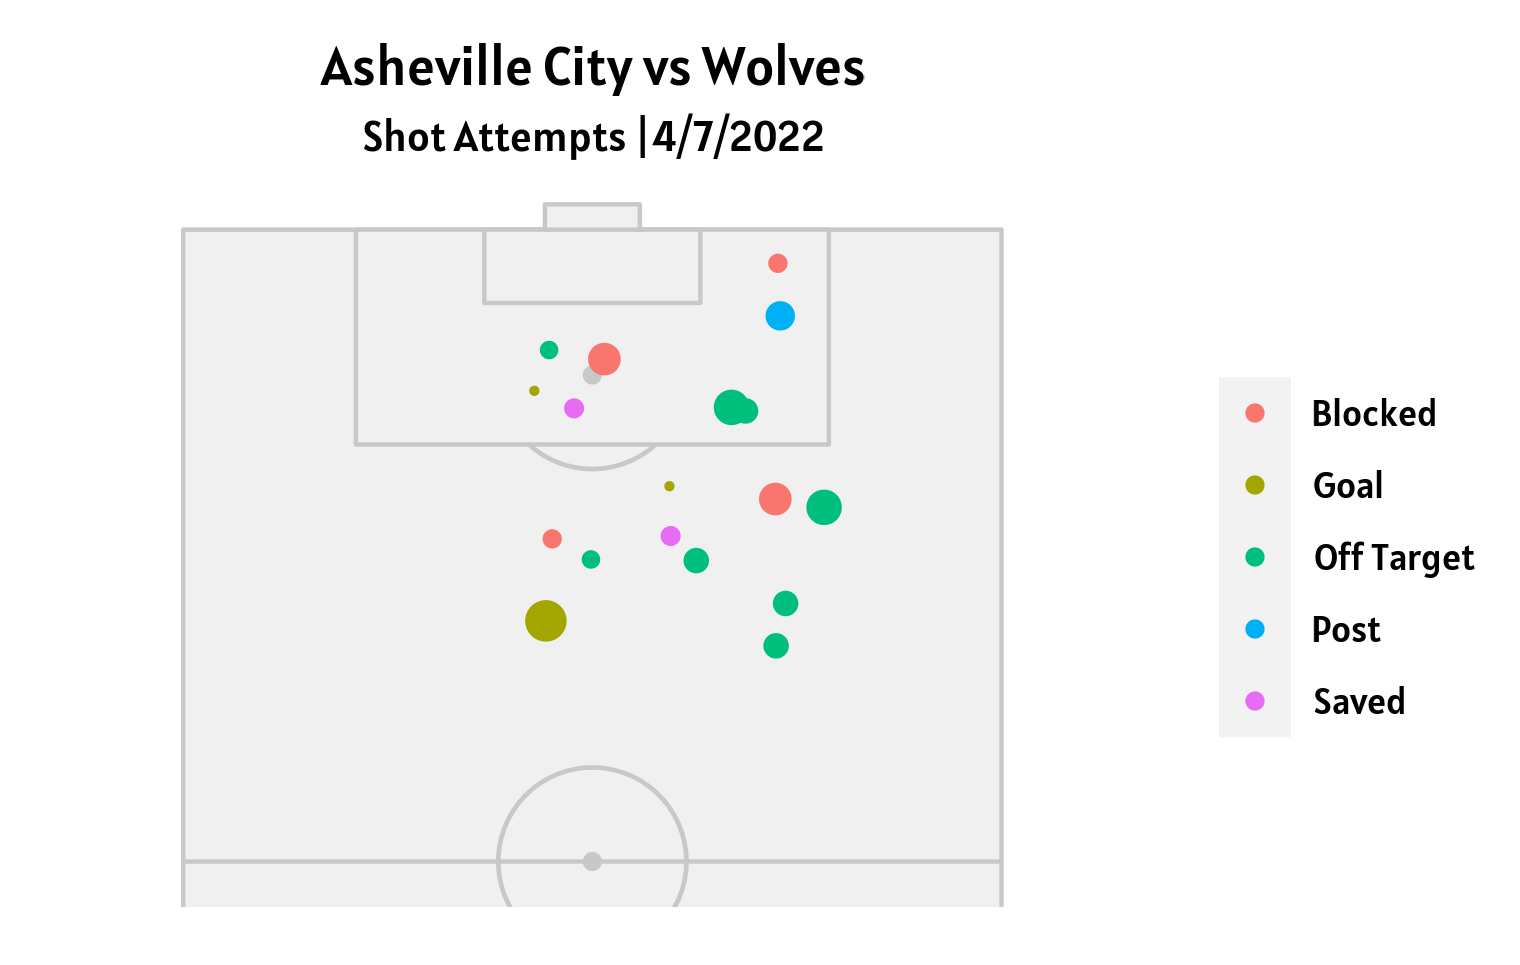 Asheville City vs Wolves
Shot Attempts |4/7/2022
Blocked
Goal
Off Target
Post
Saved